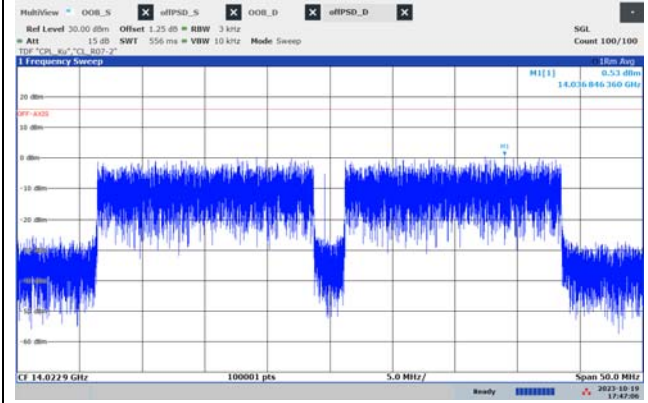 MultiView OOB_S X offPSD_S X OOB_D X offPSD_D X
Ref Level 30.00 dBm Offset 1.25 dB RBW 3 kHz SGL
Att 15 dB SWT 556 ms VBW 10 kHz Mode Sweep Count 100/100
TDF "CPL_Ku","CL_R07-2"
1 Frequency Sweep 1Rm Avg
M1[1] 0.53 dBm
14.036 846 360 GHz
20 dBm
OFF-AXIS
10 dBm
M1
0 dBm
-10 dBm
-20 dBm
-60 dBm
CF 14.0229 GHz 100001 pts 5.0 MHz/ Span 50.0 MHz
Ready 2023-10-19
17:47:06